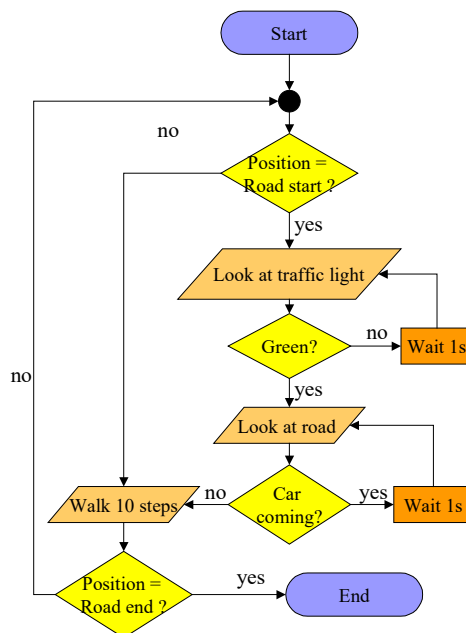 Start
no
Position =
Road start ?
yes
Look at traffic light
Green?
no
Wait 1s
no
yes
Look at road
Walk 10 steps
no
Car
coming?
yes
Wait 1s
Position =
Road end ?
yes
End